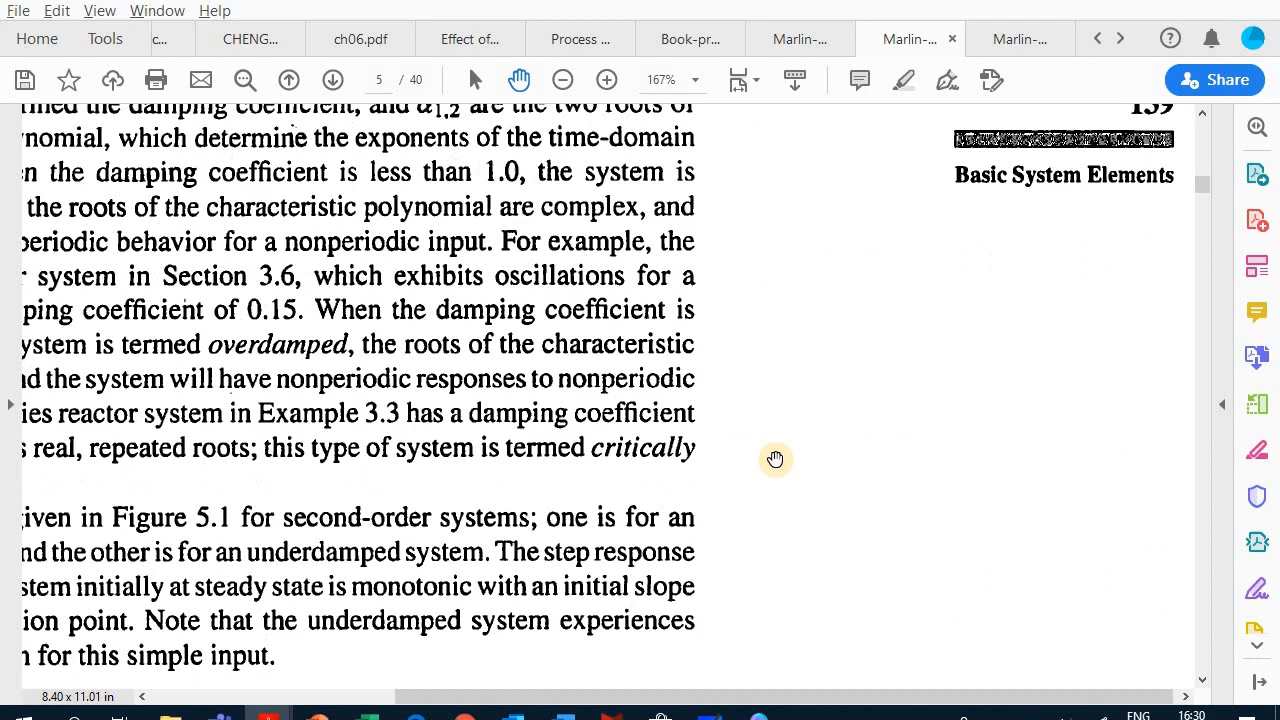 File Edit View Window Help
Home Tools c... CHENG... ch06.pdf Effect of... Process ... Book-pr... Marlin-... Marlin-... × Marlin-...
5 / 40 167% Share
the damping coefficient, and α1,2 are the two roots of
nomial, which determine the exponents of the time-domain
n the damping coefficient is less than 1.0, the system is
the roots of the characteristic polynomial are complex, and
periodic behavior for a nonperiodic input. For example, the
r system in Section 3.6, which exhibits oscillations for a
ping coefficient of 0.15. When the damping coefficient is
ystem is termed overdamped, the roots of the characteristic
nd the system will have nonperiodic responses to nonperiodic
ies reactor system in Example 3.3 has a damping coefficient
s real, repeated roots; this type of system is termed critically
given in Figure 5.1 for second-order systems; one is for an
nd the other is for an underdamped system. The step response
stem initially at steady state is monotonic with an initial slope
ion point. Note that the underdamped system experiences
n for this simple input.
159
Basic System Elements
8.40 x 11.01 in
ENG 16:30